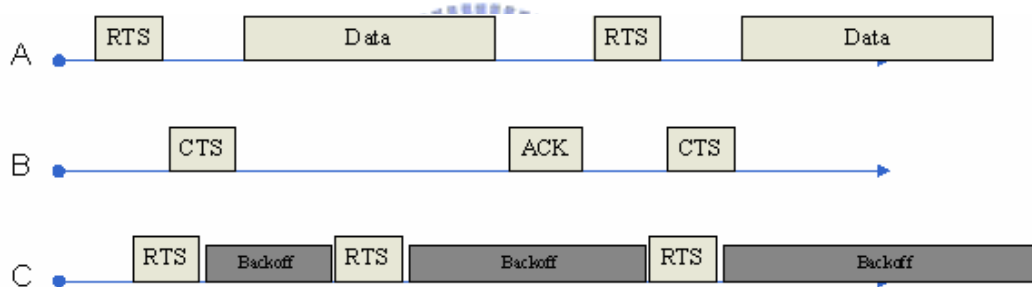 A RTS Data RTS Data
B CTS ACK CTS
C RTS Backoff RTS Backoff RTS Backoff